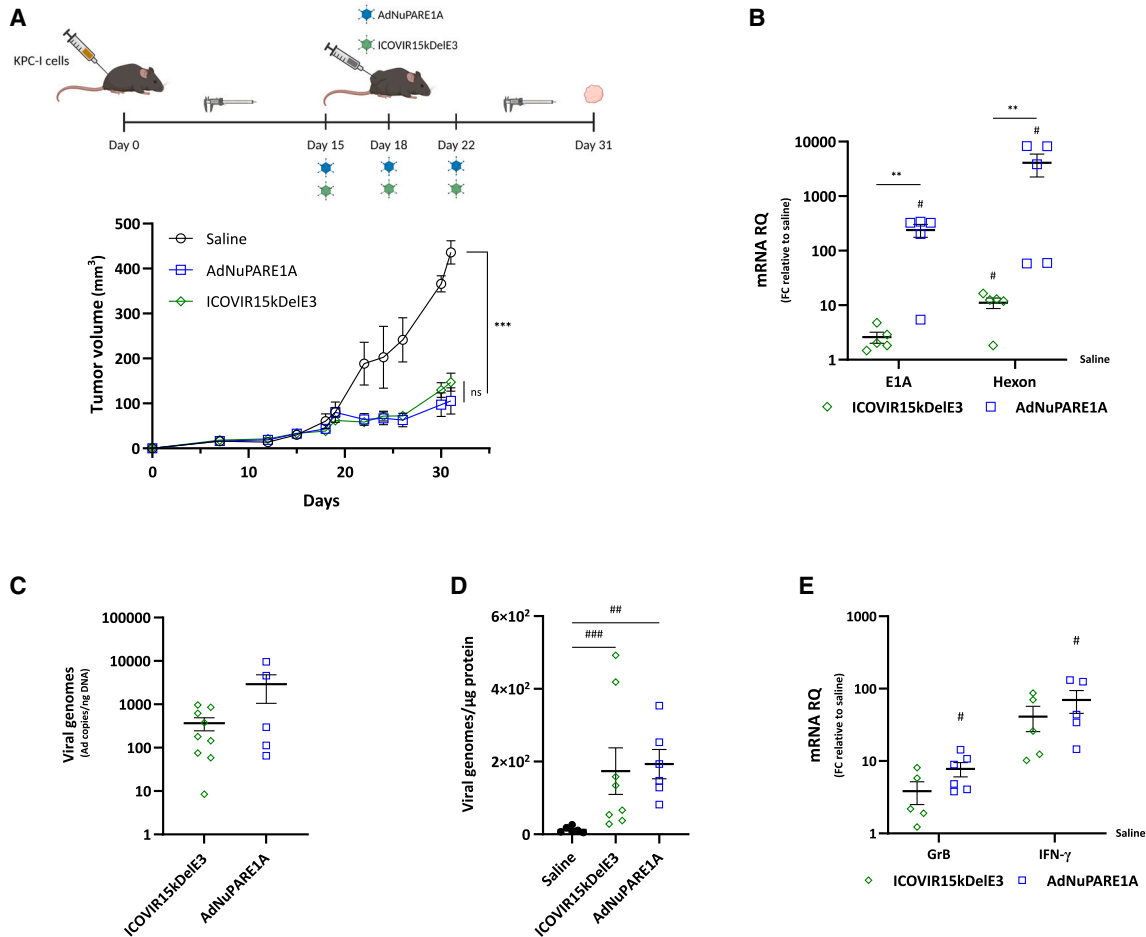 A
AdNuPARE1A
ICOVIR15kDelE3
KPC-I cells
Day 0
Day 15
Day 18
Day 22
Day 31
Tumor volume (mm³)
500
400
300
200
100
0
Saline
AdNuPARE1A
ICOVIR15kDelE3
***
ns
0
10
20
30
Days
B
mRNA RQ
(FC relative to saline)
10000
1000
100
10
1
**
**
#
#
#
#
Saline
E1A
Hexon
ICOVIR15kDelE3
AdNuPARE1A
C
Viral genomes
(Ad copies/ng DNA)
100000
10000
1000
100
10
1
ICOVIR15kDelE3
AdNuPARE1A
D
Viral genomes/µg protein
6×10²
4×10²
2×10²
0
##
###
Saline
ICOVIR15kDelE3
AdNuPARE1A
E
mRNA RQ
(FC relative to saline)
1000
100
10
1
#
#
Saline
GrB
IFN-γ
ICOVIR15kDelE3
AdNuPARE1A